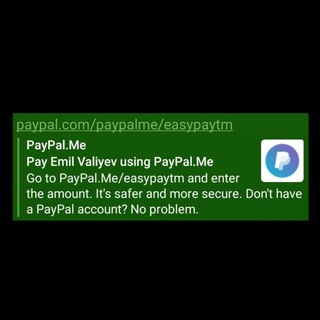 paypal.com/paypalme/easypaytm
PayPal.Me
Pay Emil Valiyev using PayPal.Me
Go to PayPal.Me/easypaytm and enter
the amount. It's safer and more secure. Don't have
a PayPal account? No problem.